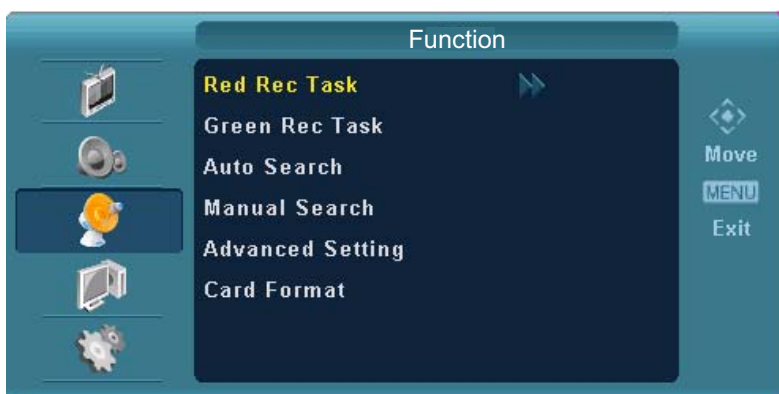 Function
Red Rec Task
Green Rec Task
Auto Search
Manual Search
Advanced Setting
Card Format
Move
MENU
Exit